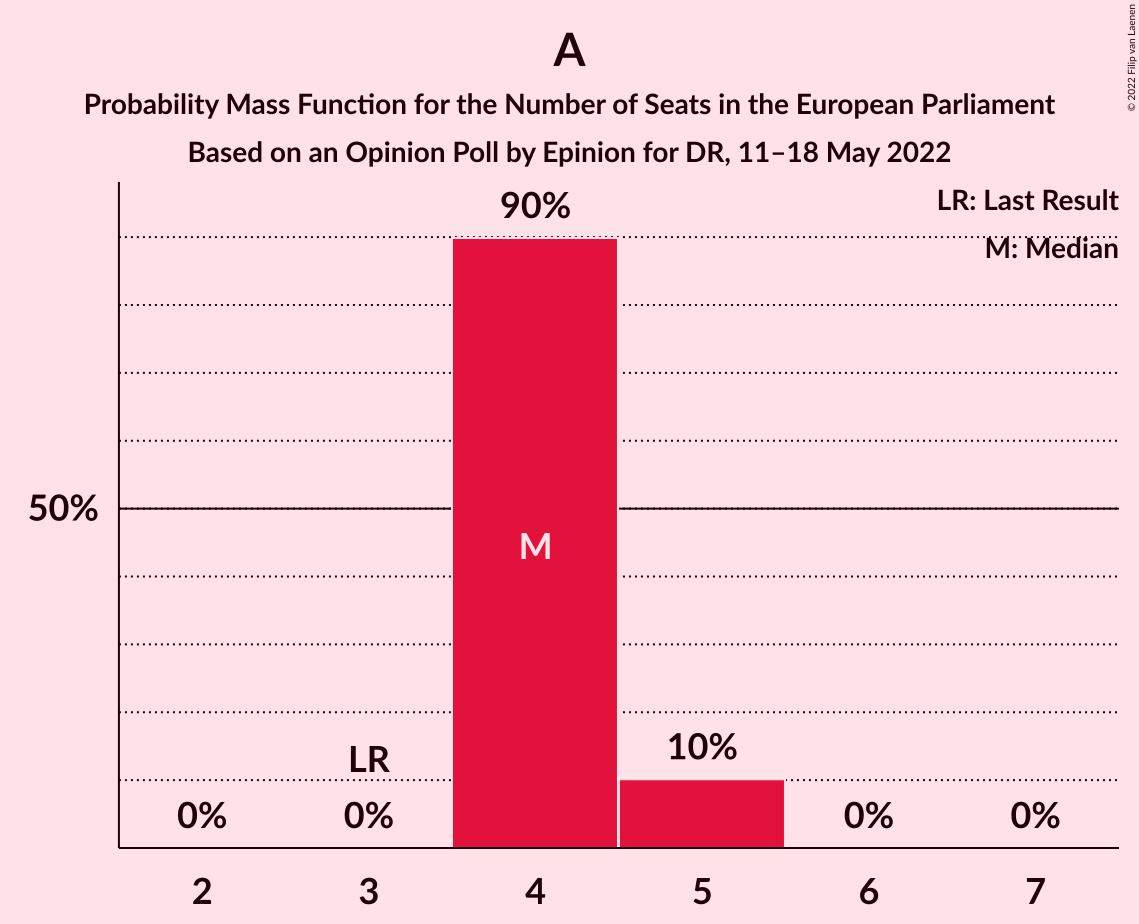 A
Probability Mass Function for the Number of Seats in the European Parliament
Based on an Opinion Poll by Epinion for DR, 11–18 May 2022
© 2022 Filip van Laenen
LR: Last Result
M: Median
90%
50%
M
LR
10%
0% 0% 0% 0%
2 3 4 5 6 7